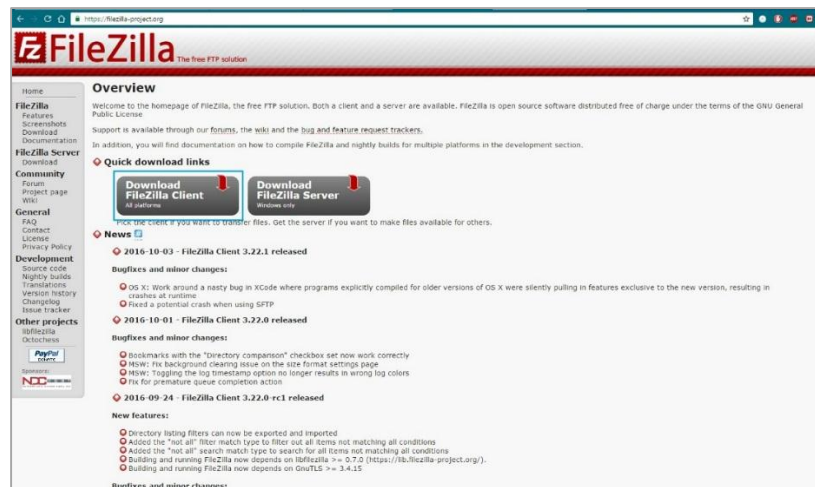 https://filezilla-project.org
FileZilla The free FTP solution
Home
FileZilla
Features
Screenshots
Download
Documentation
FileZilla Server
Download
Community
Forum
Project page
Wiki
General
FAQ
Contact
License
Privacy Policy
Development
Source code
Nightly builds
Translations
Version history
Changelog
Issue tracker
Other projects
libfilezilla
Octochess
PayPal
DONATE
Sponsors:
Overview
Welcome to the homepage of FileZilla, the free FTP solution. Both a client and a server are available. FileZilla is open source software distributed free of charge under the terms of the GNU General
Public License
Support is available through our forums, the wiki and the bug and feature request trackers.
In addition, you will find documentation on how to compile FileZilla and nightly builds for multiple platforms in the development section.
Quick download links
Download
FileZilla Client
All platforms
Download
FileZilla Server
Windows only
Pick the client if you want to transfer files. Get the server if you want to make files available for others.
News
2016-10-03 - FileZilla Client 3.22.1 released
Bugfixes and minor changes:
OS X: Work around a nasty bug in XCode where programs explicitly compiled for older versions of OS X were silently pulling in features exclusive to the new version, resulting in
crashes at runtime
Fixed a potential crash when using SFTP
2016-10-01 - FileZilla Client 3.22.0 released
Bugfixes and minor changes:
Bookmarks with the "Directory comparison" checkbox set now work correctly
MSW: Fix background clearing issue on the size format settings page
MSW: Toggling the log timestamp option no longer results in wrong log colors
Fix for premature queue completion action
2016-09-24 - FileZilla Client 3.22.0-rc1 released
New features:
Directory listing filters can now be exported and imported
Added the "not all" filter match type to filter out all items not matching all conditions
Added the "not all" search match type to search for all items not matching all conditions
Building and running FileZilla now depends on libfilezilla >= 0.7.0 (https://lib.filezilla-project.org/).
Building and running FileZilla now depends on GnuTLS >= 3.4.15
Bugfixes and minor changes: